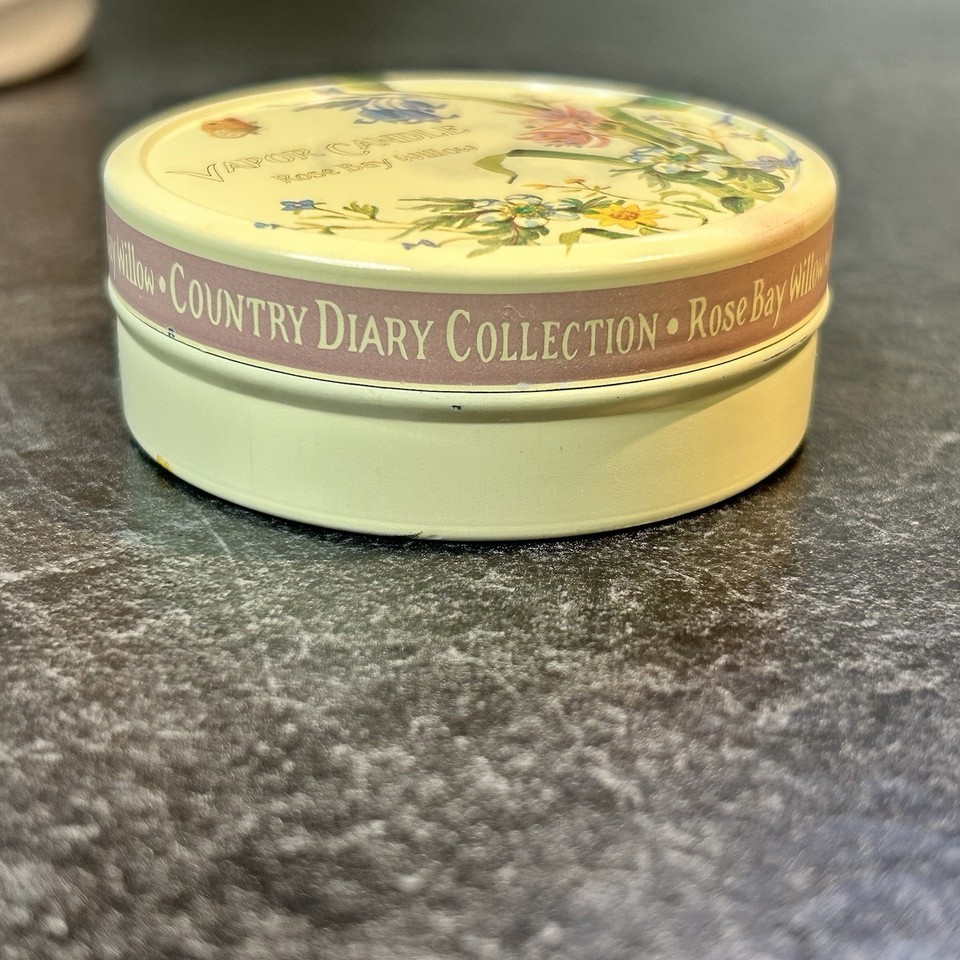 VAPOR CANDLE
Rose Bay Willow
Willow • COUNTRY DIARY COLLECTION • Rose Bay Willow